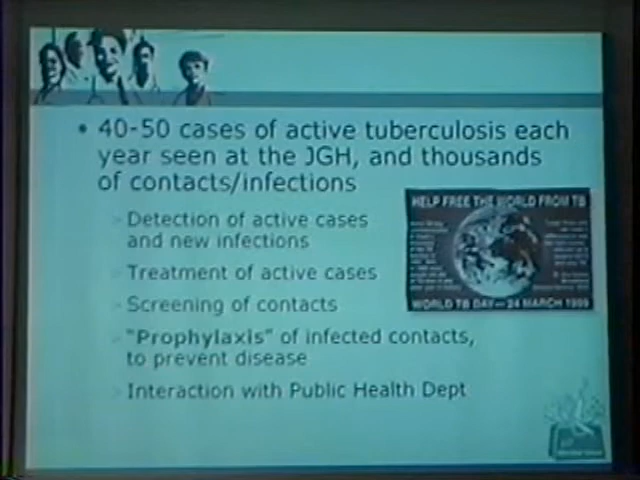 • 40-50 cases of active tuberculosis each
year seen at the JGH, and thousands
of contacts/infections
Detection of active cases
and new infections
Treatment of active cases
Screening of contacts
"Prophylaxis" of infected contacts,
to prevent disease
Interaction with Public Health Dept
HELP FREE THE WORLD FROM TB
WORLD TB DAY— 24 MARCH 1999